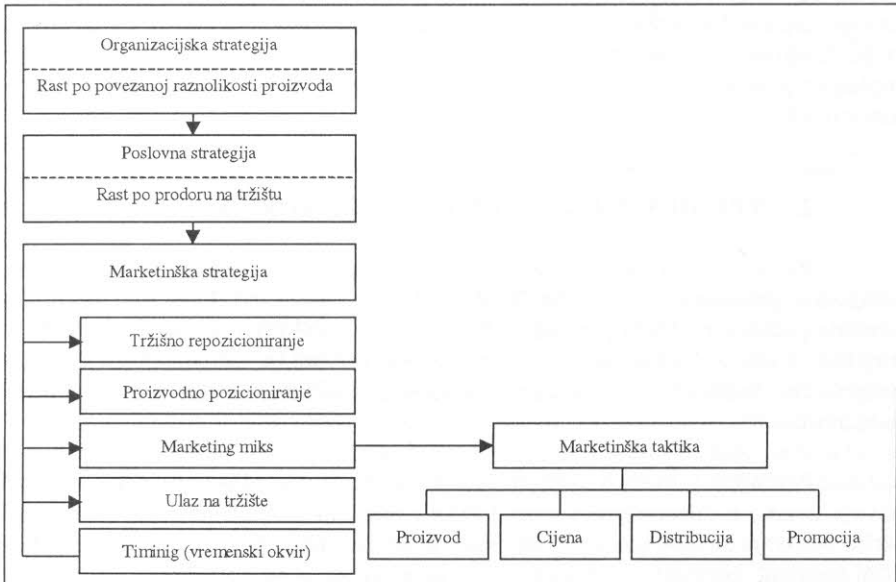 Organizacijska strategija
Rast po povezanoj raznolikosti proizvoda
Poslovna strategija
Rast po prodoru na tržištu
Marketinška strategija
Tržišno repozicioniranje
Proizvodno pozicioniranje
Marketing miks
Marketinška taktika
Ulaz na tržište
Timinig (vremenski okvir)
Proizvod
Cijena
Distribucija
Promocija